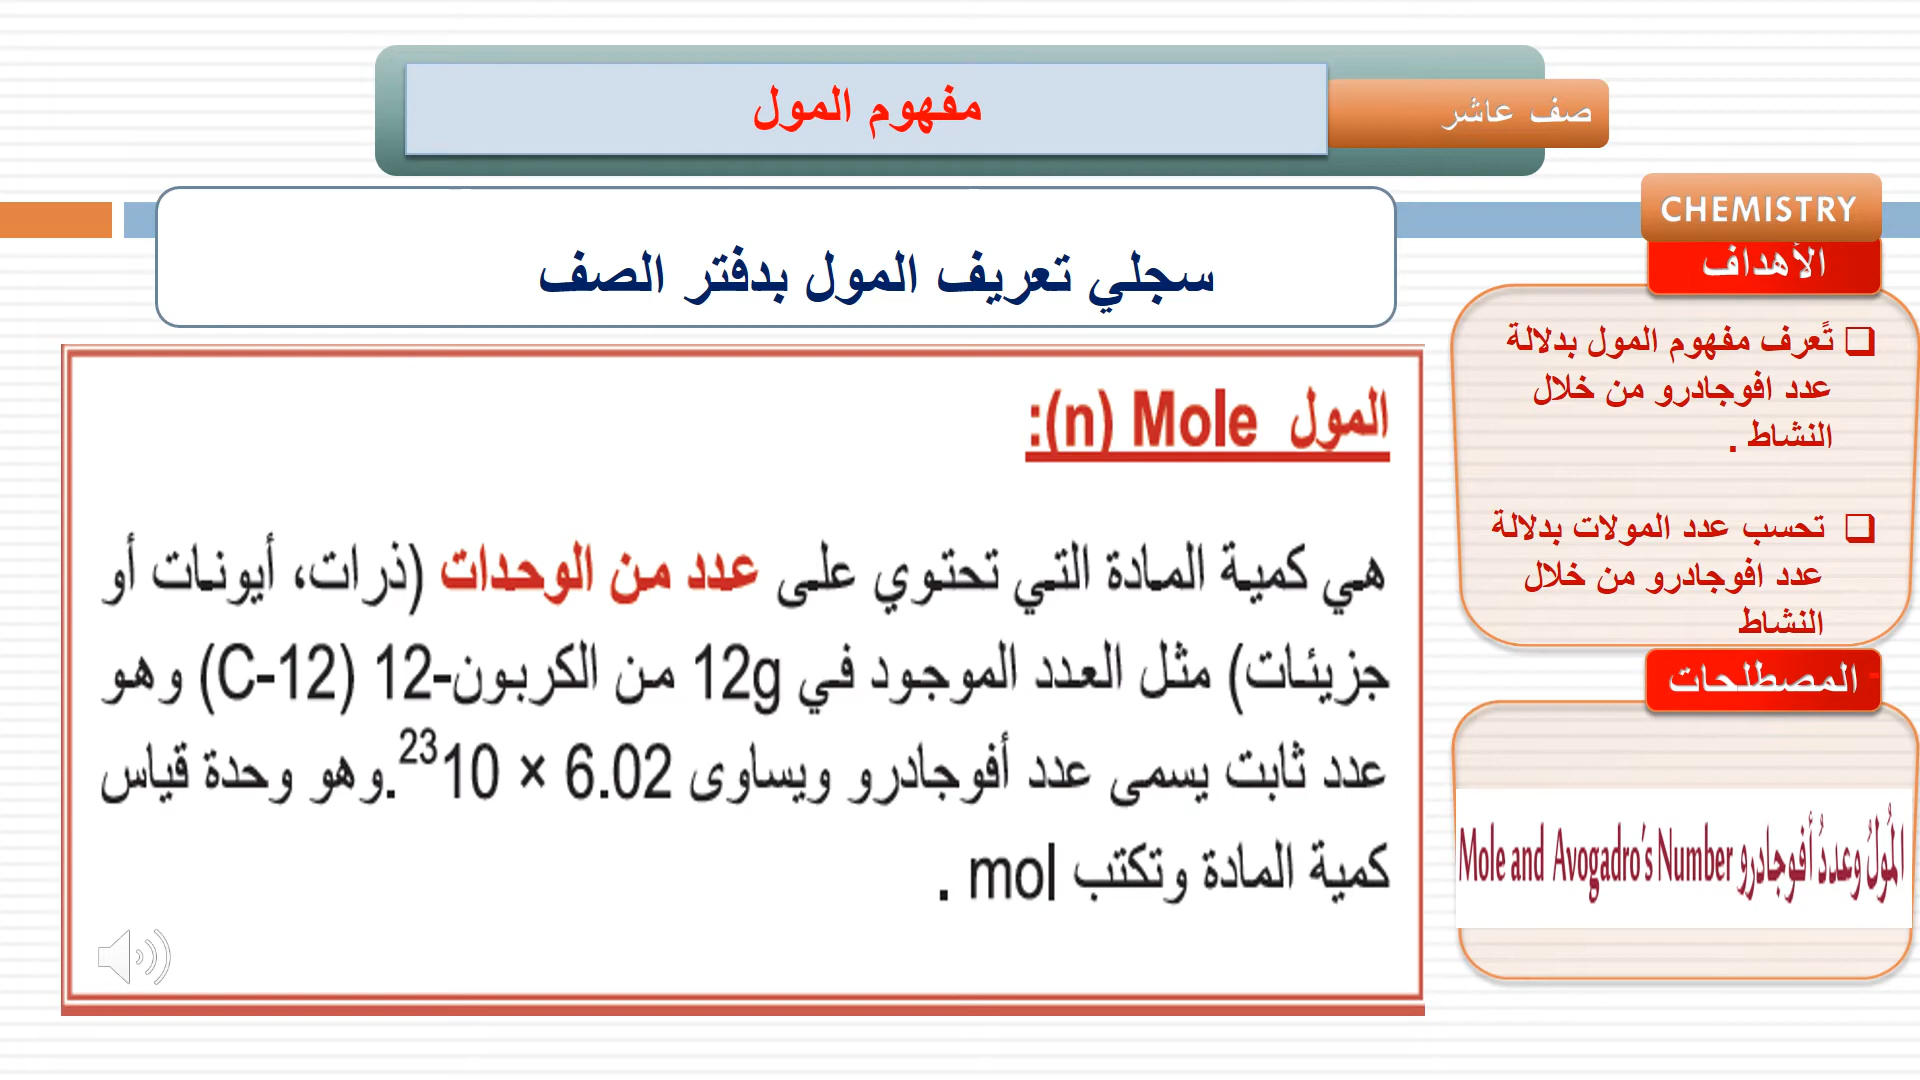 مفهوم المول
صف عاشر
CHEMISTRY
سجلي تعريف المول بدفتر الصف
المول Mole (n):
هي كمية المادة التي تحتوي على عدد من الوحدات (ذرات، أيونات أو
جزيئات) مثل العدد الموجود في 12g من الكربون-12 (C-12) وهو
عدد ثابت يسمى عدد أفوجادرو ويساوى 6.02 × 10²³.وهو وحدة قياس
كمية المادة وتكتب mol .
الأهداف
❑ تًعرف مفهوم المول بدلالة
عدد افوجادرو من خلال
النشاط .
❑ تحسب عدد المولات بدلالة
عدد افوجادرو من خلال
النشاط
المصطلحات
المُولُ وعددُ أفوجادرو Mole and Avogadro's Number